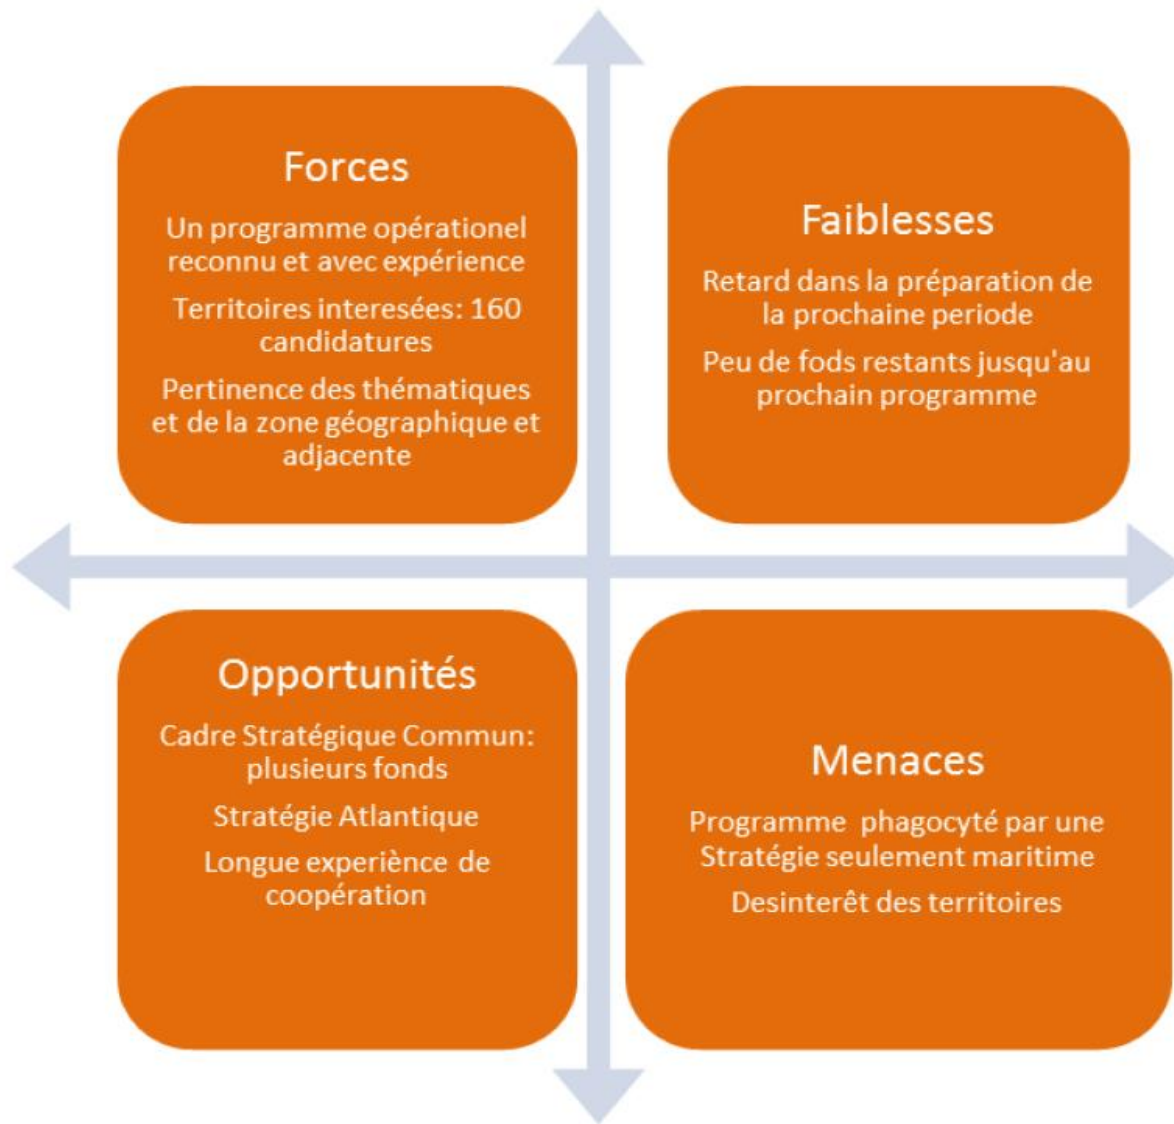 Forces
Un programme opérationel
reconnu et avec expérience
Territoires interesées: 160
candidatures
Pertinence des thématiques
et de la zone géographique et
adjacente
Faiblesses
Retard dans la préparation de
la prochaine periode
Peu de fods restants jusqu'au
prochain programme
Opportunités
Cadre Stratégique Commun:
plusieurs fonds
Stratégie Atlantique
Longue experiènce de
coopération
Menaces
Programme phagocyté par une
Stratégie seulement maritime
Desinterêt des territoires